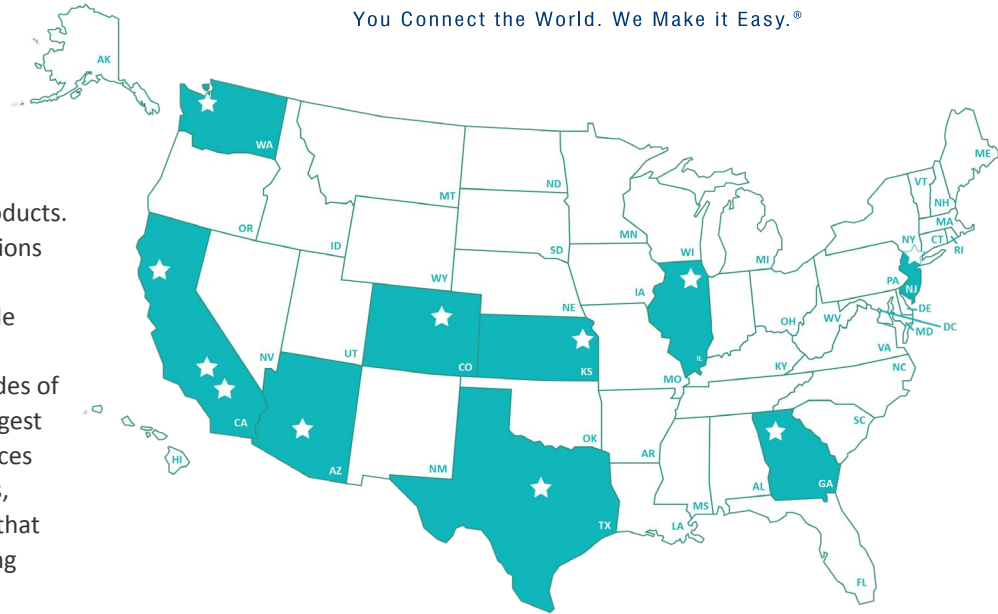 You Connect the World. We Make it Easy.®
oducts.
ions
le
des of
gest
ces
s,
that
ng
AK
WA
OR
ID
MT
ND
SD
MN
WI
MI
WY
NE
IA
IL
NV
UT
CO
KS
MO
CA
AZ
NM
OK
AR
TX
LA
MS
AL
GA
FL
SC
NC
VA
KY
WV
OH
PA
NY
NJ
DE
MD
DC
CT
RI
MA
NH
VT
ME
HI